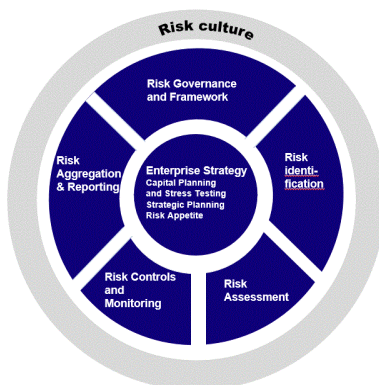 Risk culture
Risk Governance
and Framework
Risk
Aggregation
& Reporting
Enterprise Strategy
Capital Planning
and Stress Testing
Strategic Planning
Risk Appetite
Risk
identi-
fication
Risk Controls
and
Monitoring
Risk
Assessment